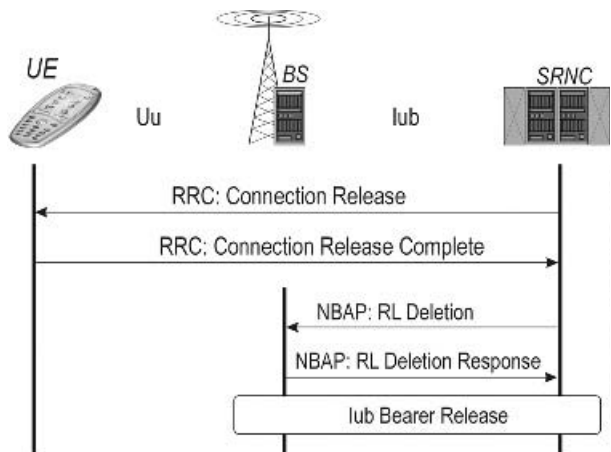 UE
BS
SRNC
Uu
Iub
RRC: Connection Release
RRC: Connection Release Complete
NBAP: RL Deletion
NBAP: RL Deletion Response
Iub Bearer Release